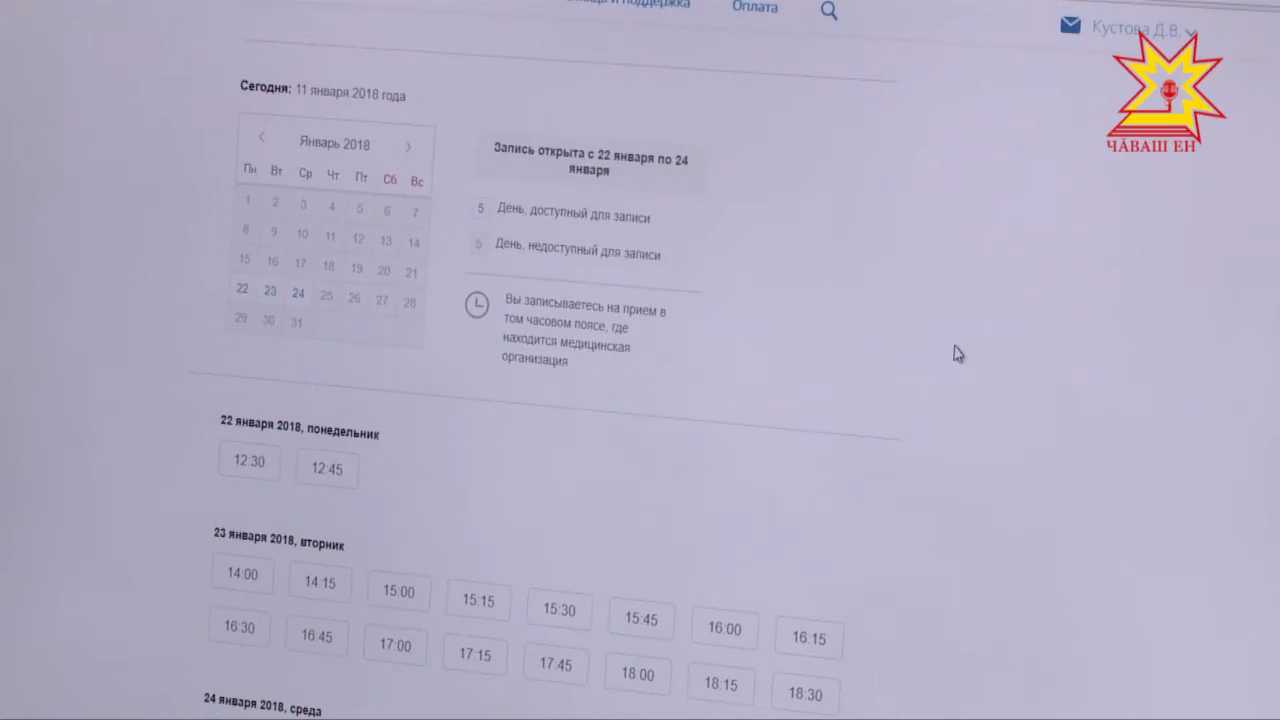 и поддержка
Оплата
Кустова Д.В.
ЧӐВАШ ЕН
Сегодня: 11 января 2018 года
Январь 2018
Пн Вт Ср Чт Пт Сб Вс
1 2 3 4 5 6 7
8 9 10 11 12 13 14
15 16 17 18 19 20 21
22 23 24 25 26 27 28
29 30 31
Запись открыта с 22 января по 24
января
5 День, доступный для записи
5 День, недоступный для записи
Вы записываетесь на прием в
том часовом поясе, где
находится медицинская
организация
22 января 2018, понедельник
12:30 12:45
23 января 2018, вторник
14:00 14:15 15:00 15:15 15:30 15:45 16:00 16:15
16:30 16:45 17:00 17:15 17:45 18:00 18:15 18:30
24 января 2018, среда